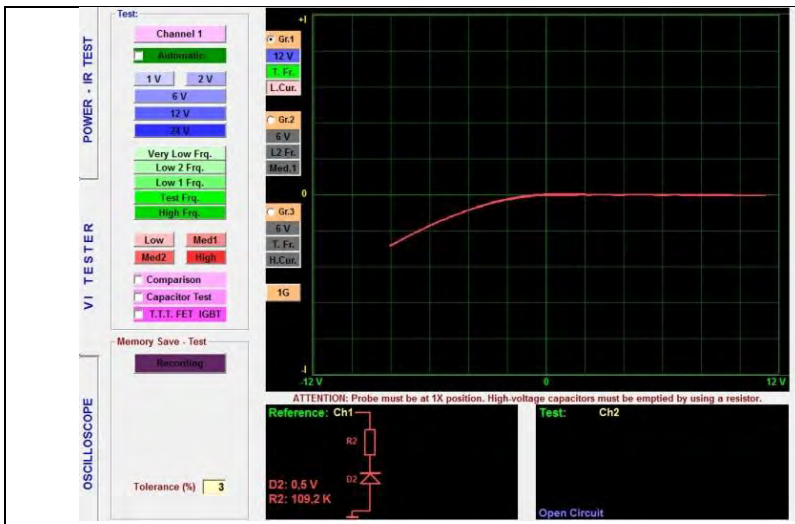 Test:
Channel 1
Automatic
1 V
2 V
6 V
12 V
24 V
Very Low Frq.
Low 2 Frq.
Low 1 Frq.
Test Frq.
High Frq.
Low
Med1
Med2
High
Comparison
Capacitor Test
T.T.T. FET IGBT
Memory Save - Test
Recording
Tolerance (%) 3
POWER - IR TEST
VI TESTER
OSCILLOSCOPE
Gr.1
12 V
T. Fr.
L.Cur.
Gr.2
6 V
L2 Fr.
Med.1
Gr.3
6 V
T. Fr.
H.Cur.
1G
+I
0
-I
-12 V
0
12 V
ATTENTION: Probe must be at 1X position. High-voltage capacitors must be emptied by using a resistor.
Reference: Ch1
R2
D2
D2: 0,5 V
R2: 109,2 K
Test: Ch2
Open Circuit